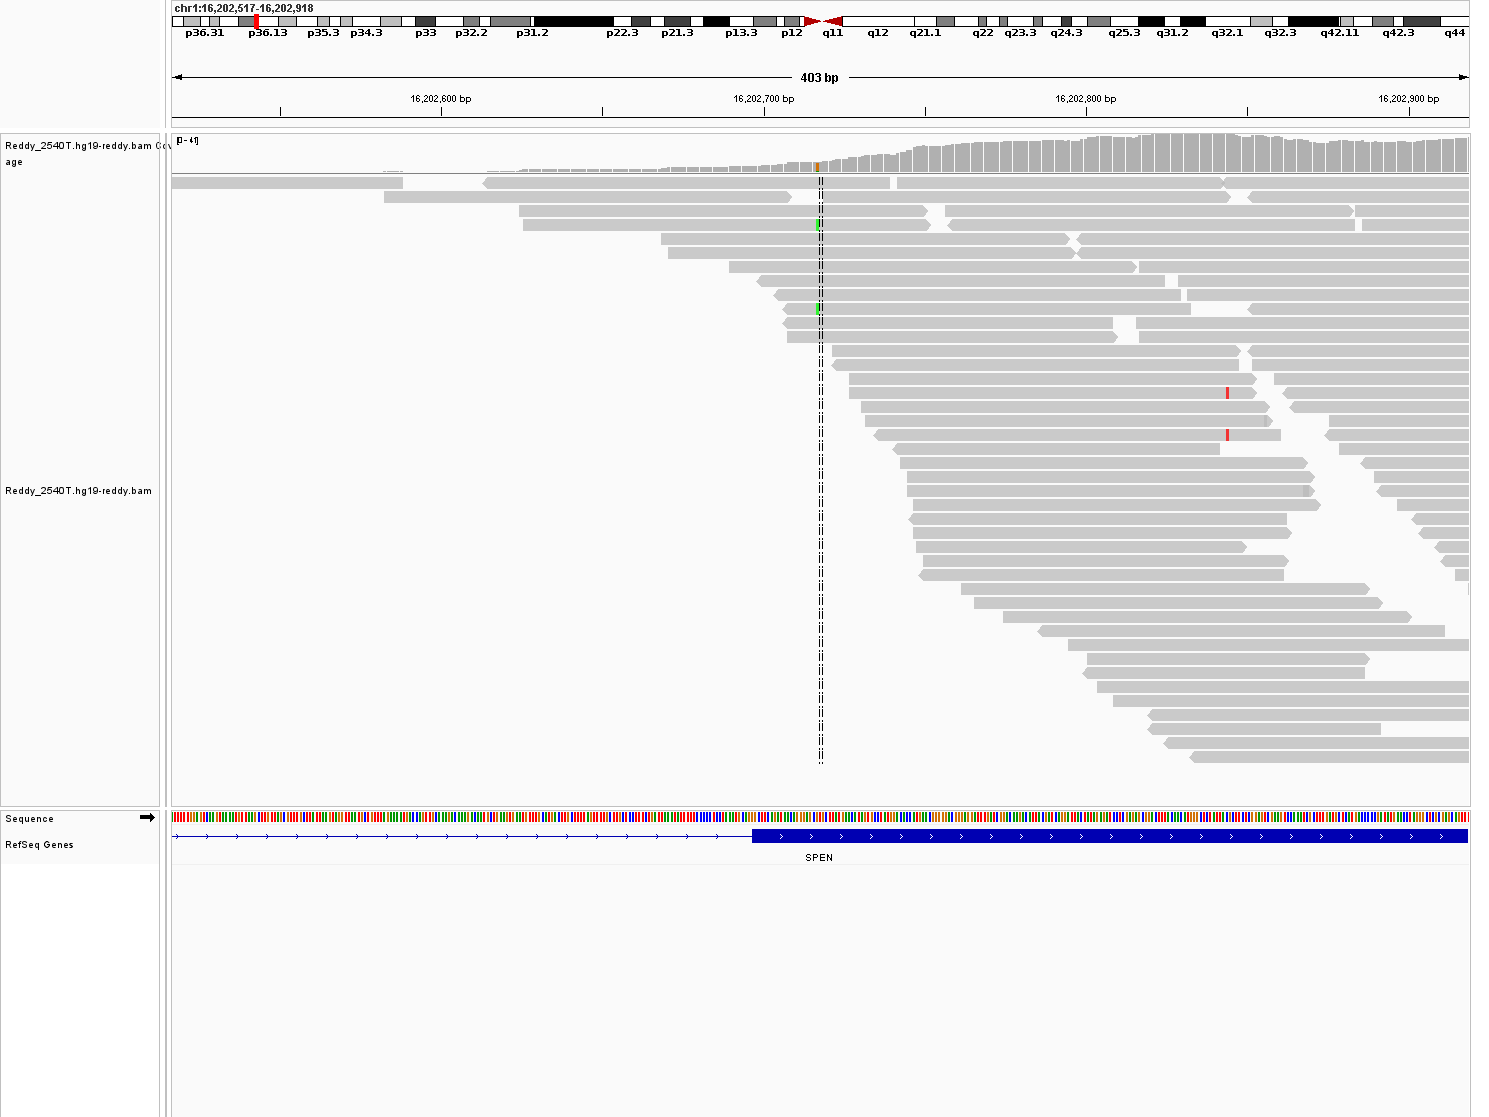 chr1:16,202,517-16,202,918
p36.31 p36.13 p35.3 p34.3 p33 p32.2 p31.2 p22.3 p21.3 p13.3 p12 q11 q12 q21.1 q22 q23.3 q24.3 q25.3 q31.2 q32.1 q32.3 q42.11 q42.3 q44
403 bp
16,202,600 bp 16,202,700 bp 16,202,800 bp 16,202,900 bp
[0 - 41]
Reddy_2540T.hg19-reddy.bam Cov
age
Reddy_2540T.hg19-reddy.bam
Sequence
RefSeq Genes
SPEN